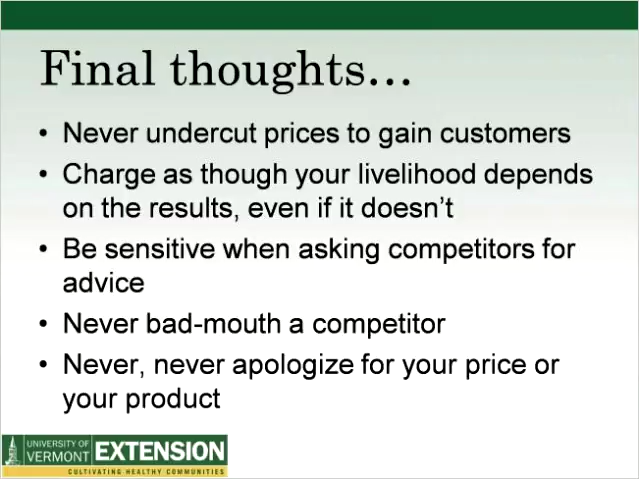 Final thoughts…
• Never undercut prices to gain customers
• Charge as though your livelihood depends
on the results, even if it doesn't
• Be sensitive when asking competitors for
advice
• Never bad-mouth a competitor
• Never, never apologize for your price or
your product
UNIVERSITY OF
VERMONT EXTENSION
CULTIVATING HEALTHY COMMUNITIES